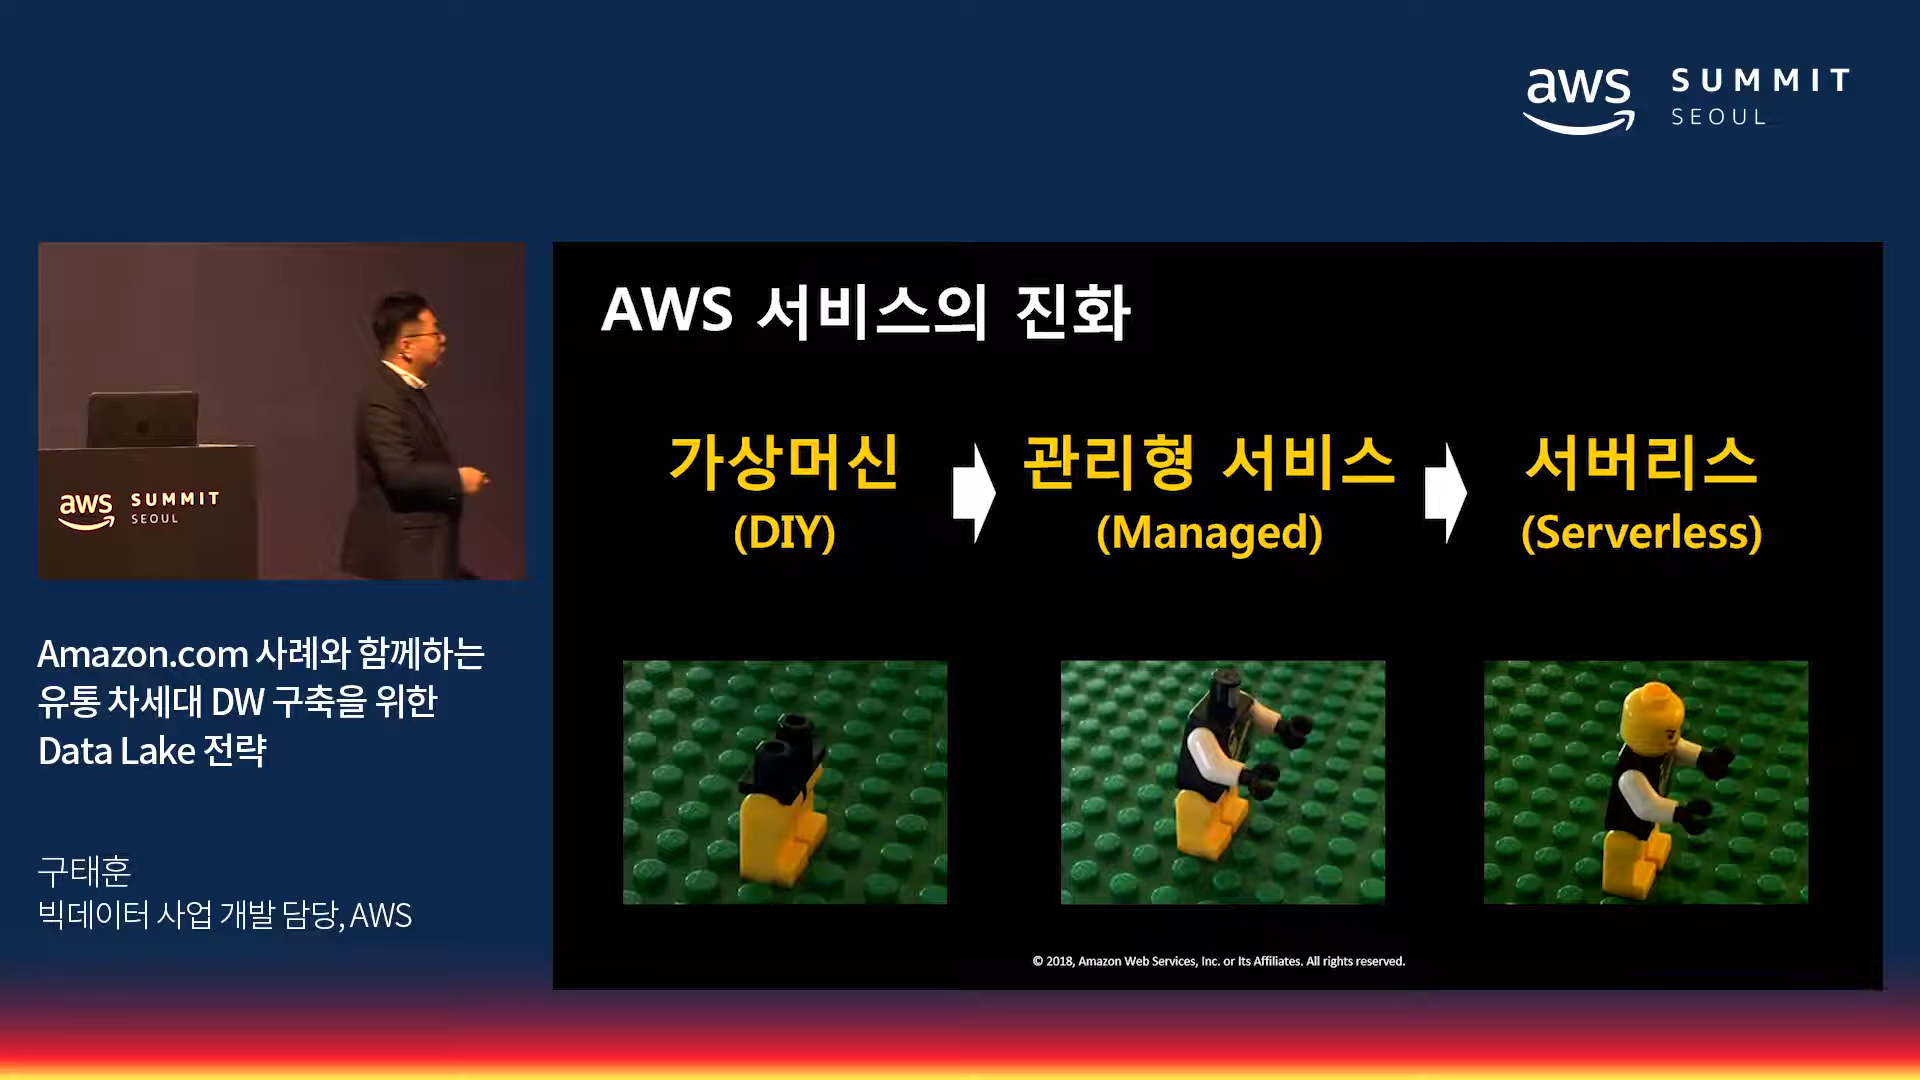 aws SUMMIT
SEOUL
aws SUMMIT
SEOUL
Amazon.com 사례와 함께하는
유통 차세대 DW 구축을 위한
Data Lake 전략
구태훈
빅데이터 사업 개발 담당, AWS
AWS 서비스의 진화
가상머신
(DIY)
관리형 서비스
(Managed)
서버리스
(Serverless)
© 2018, Amazon Web Services, Inc. or Its Affiliates. All rights reserved.